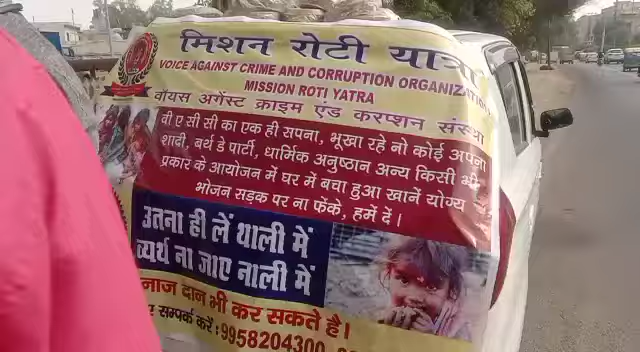 मिशन रोटी यात्रा
VOICE AGAINST CRIME AND CORRUPTION ORGANIZATION
MISSION ROTI YATRA
वॉयस अगेंस्ट क्राइम एंड करप्शन संस्था
वी ए सी सी का एक ही सपना, भूखा रहे नो कोई अपना
शादी, बर्थ डे पार्टी, धार्मिक अनुष्ठान अन्य किसी भी
प्रकार के आयोजन में घर में बचा हुआ खानें योग्य
भोजन सड़क पर ना फेंके, हमें दें।
उतना ही लें थाली में
व्यर्थ ना जाए नाली में
नाज दान भी कर सकते है।
सम्पर्क करें : 9958204300